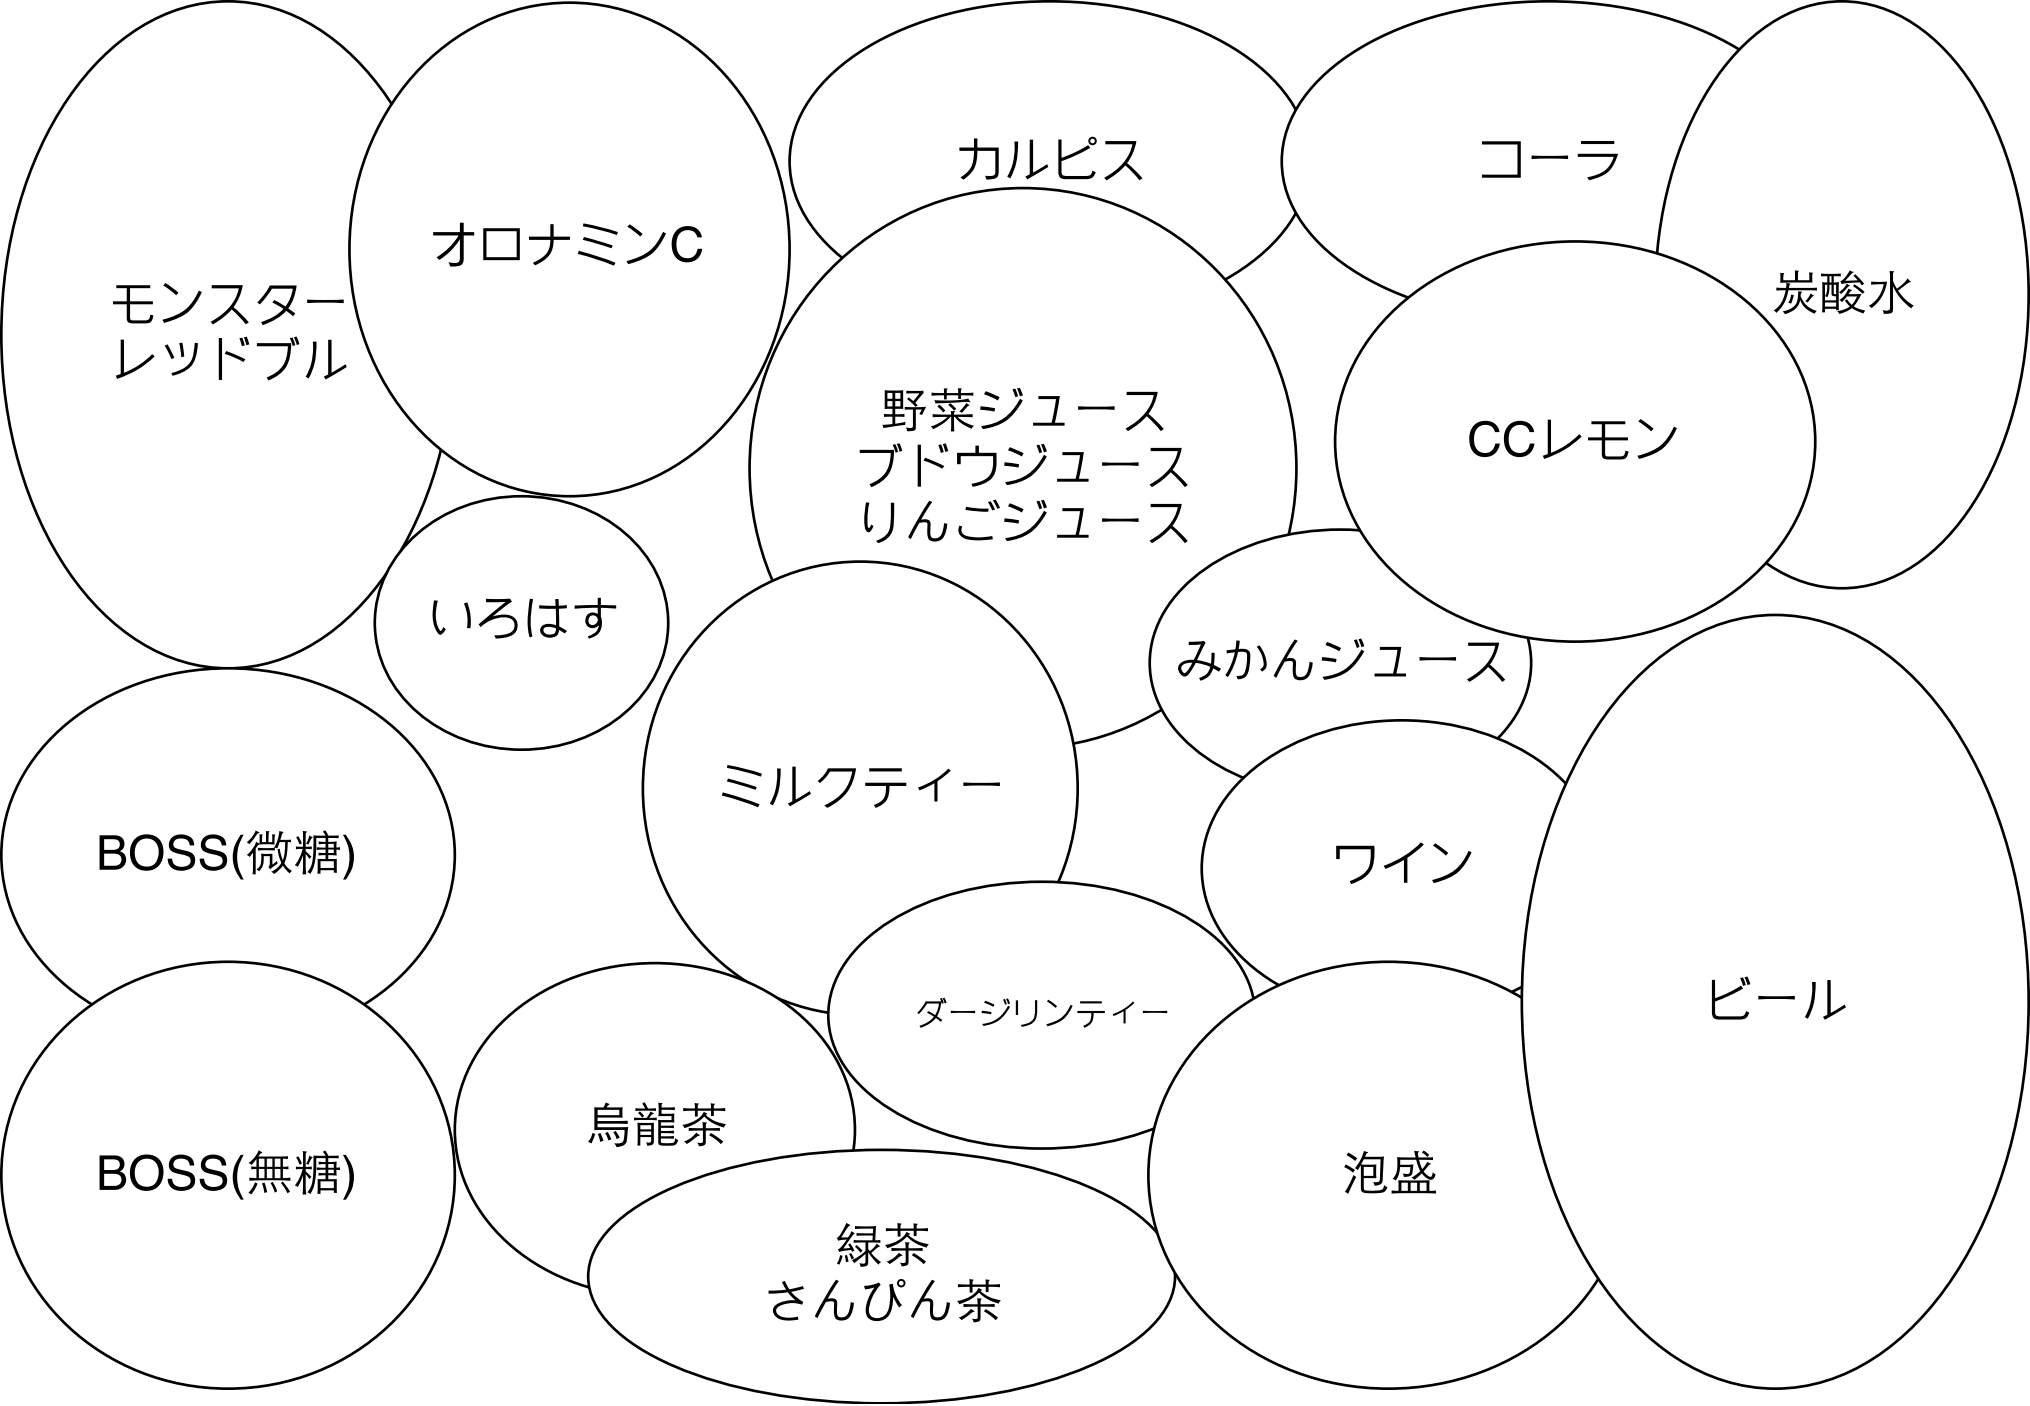 カルピス
コーラ
オロナミンC
モンスター
レッドブル
炭酸水
野菜ジュース
ブドウジュース
りんごジュース
CCレモン
いろはす
みかんジュース
ミルクティー
BOSS(微糖)
ワイン
ダージリンティー
ビール
烏龍茶
BOSS(無糖)
泡盛
緑茶
さんぴん茶